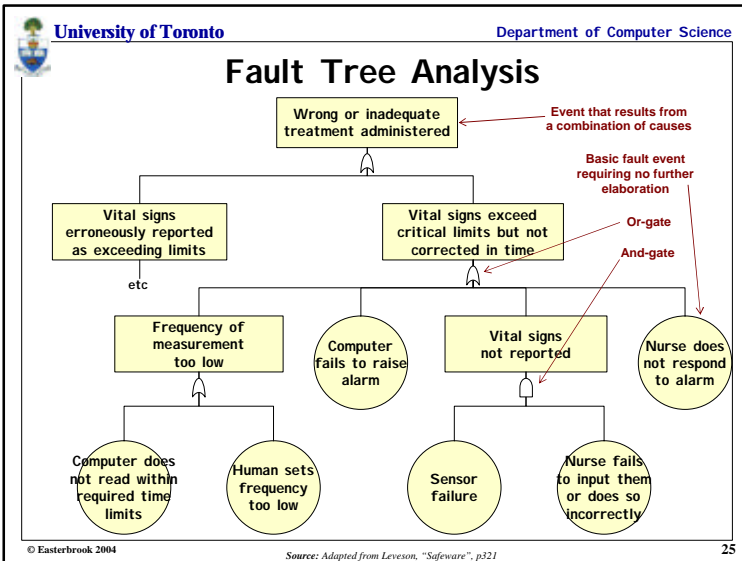 University of Toronto
Department of Computer Science
Fault Tree Analysis
Wrong or inadequate
treatment administered
Event that results from
a combination of causes
Basic fault event
requiring no further
elaboration
Vital signs
erroneously reported
as exceeding limits
Vital signs exceed
critical limits but not
corrected in time
Or-gate
And-gate
etc
Frequency of
measurement
too low
Computer
fails to raise
alarm
Vital signs
not reported
Nurse does
not respond
to alarm
Computer does
not read within
required time
limits
Human sets
frequency
too low
Sensor
failure
Nurse fails
to input them
or does so
incorrectly
© Easterbrook 2004
Source: Adapted from Leveson, "Safeware", p321
25